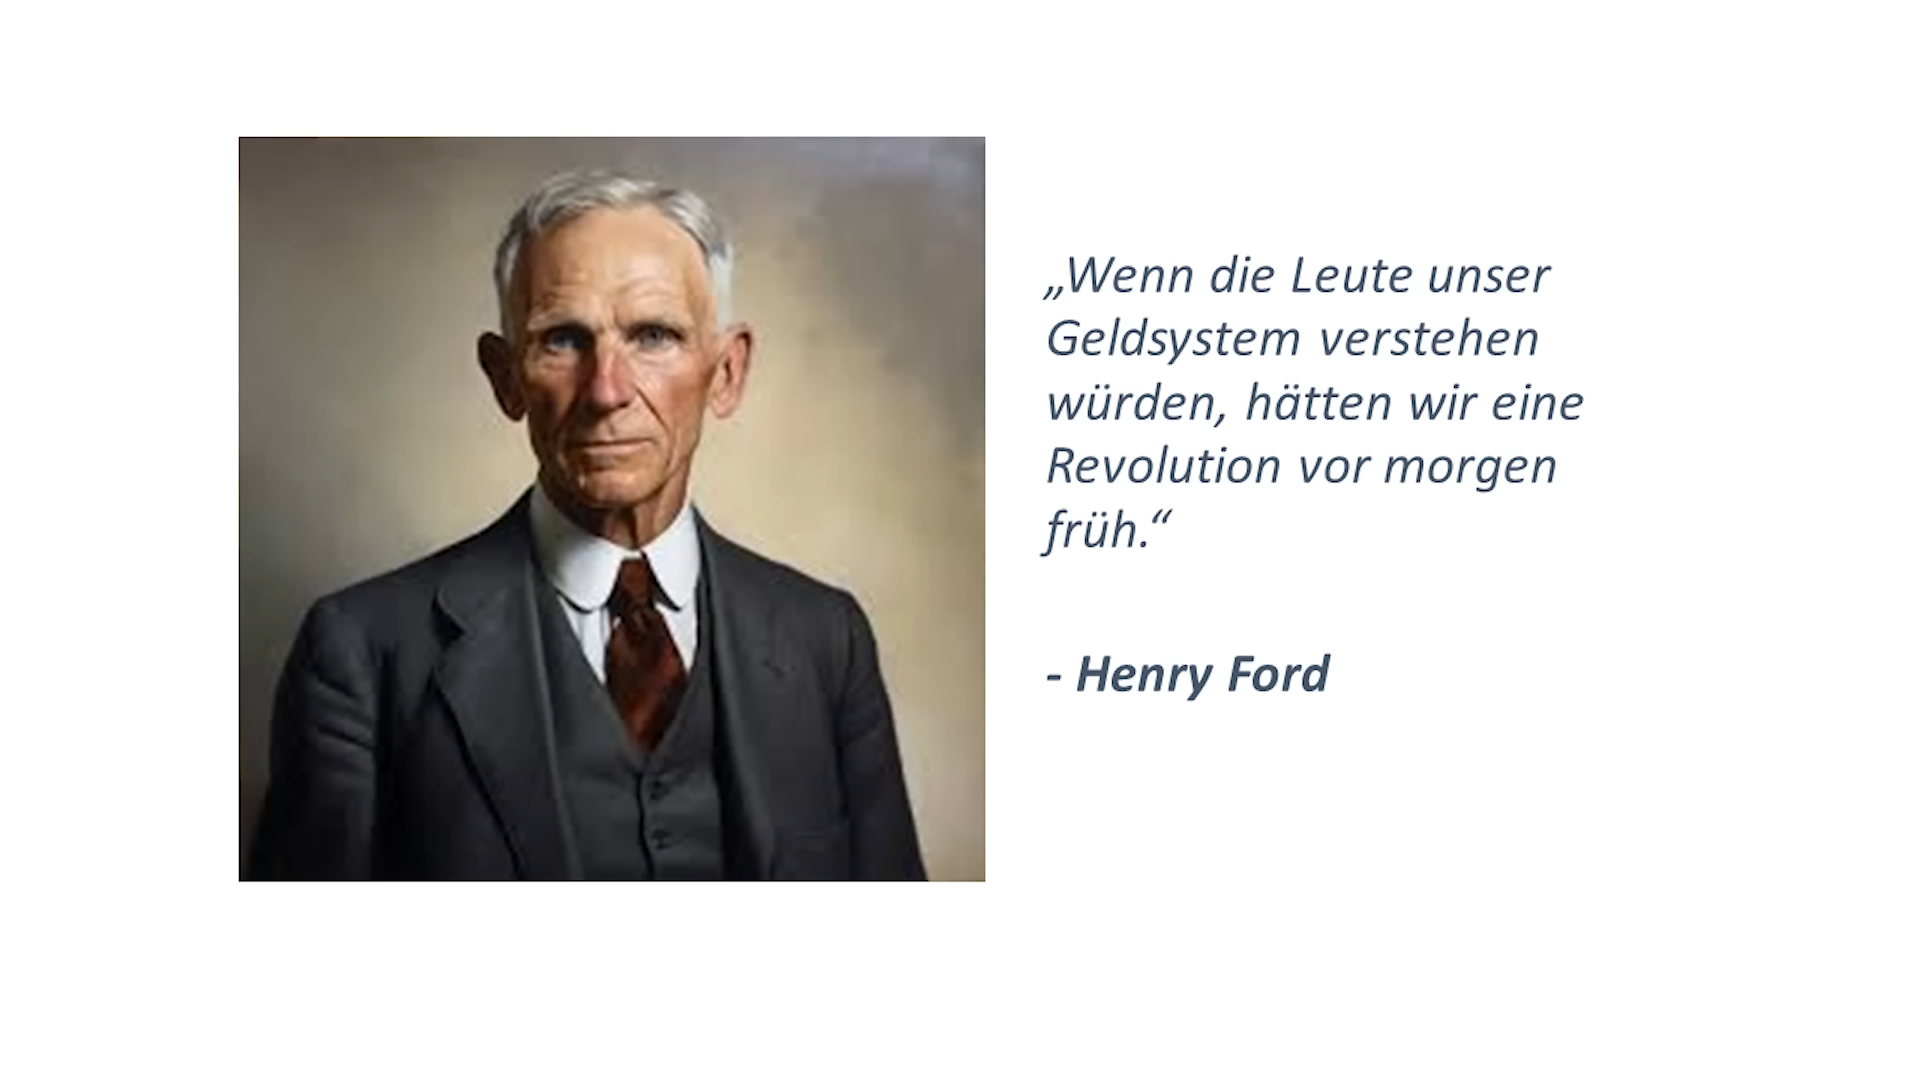 „Wenn die Leute unser
Geldsystem verstehen
würden, hätten wir eine
Revolution vor morgen
früh.“
- Henry Ford